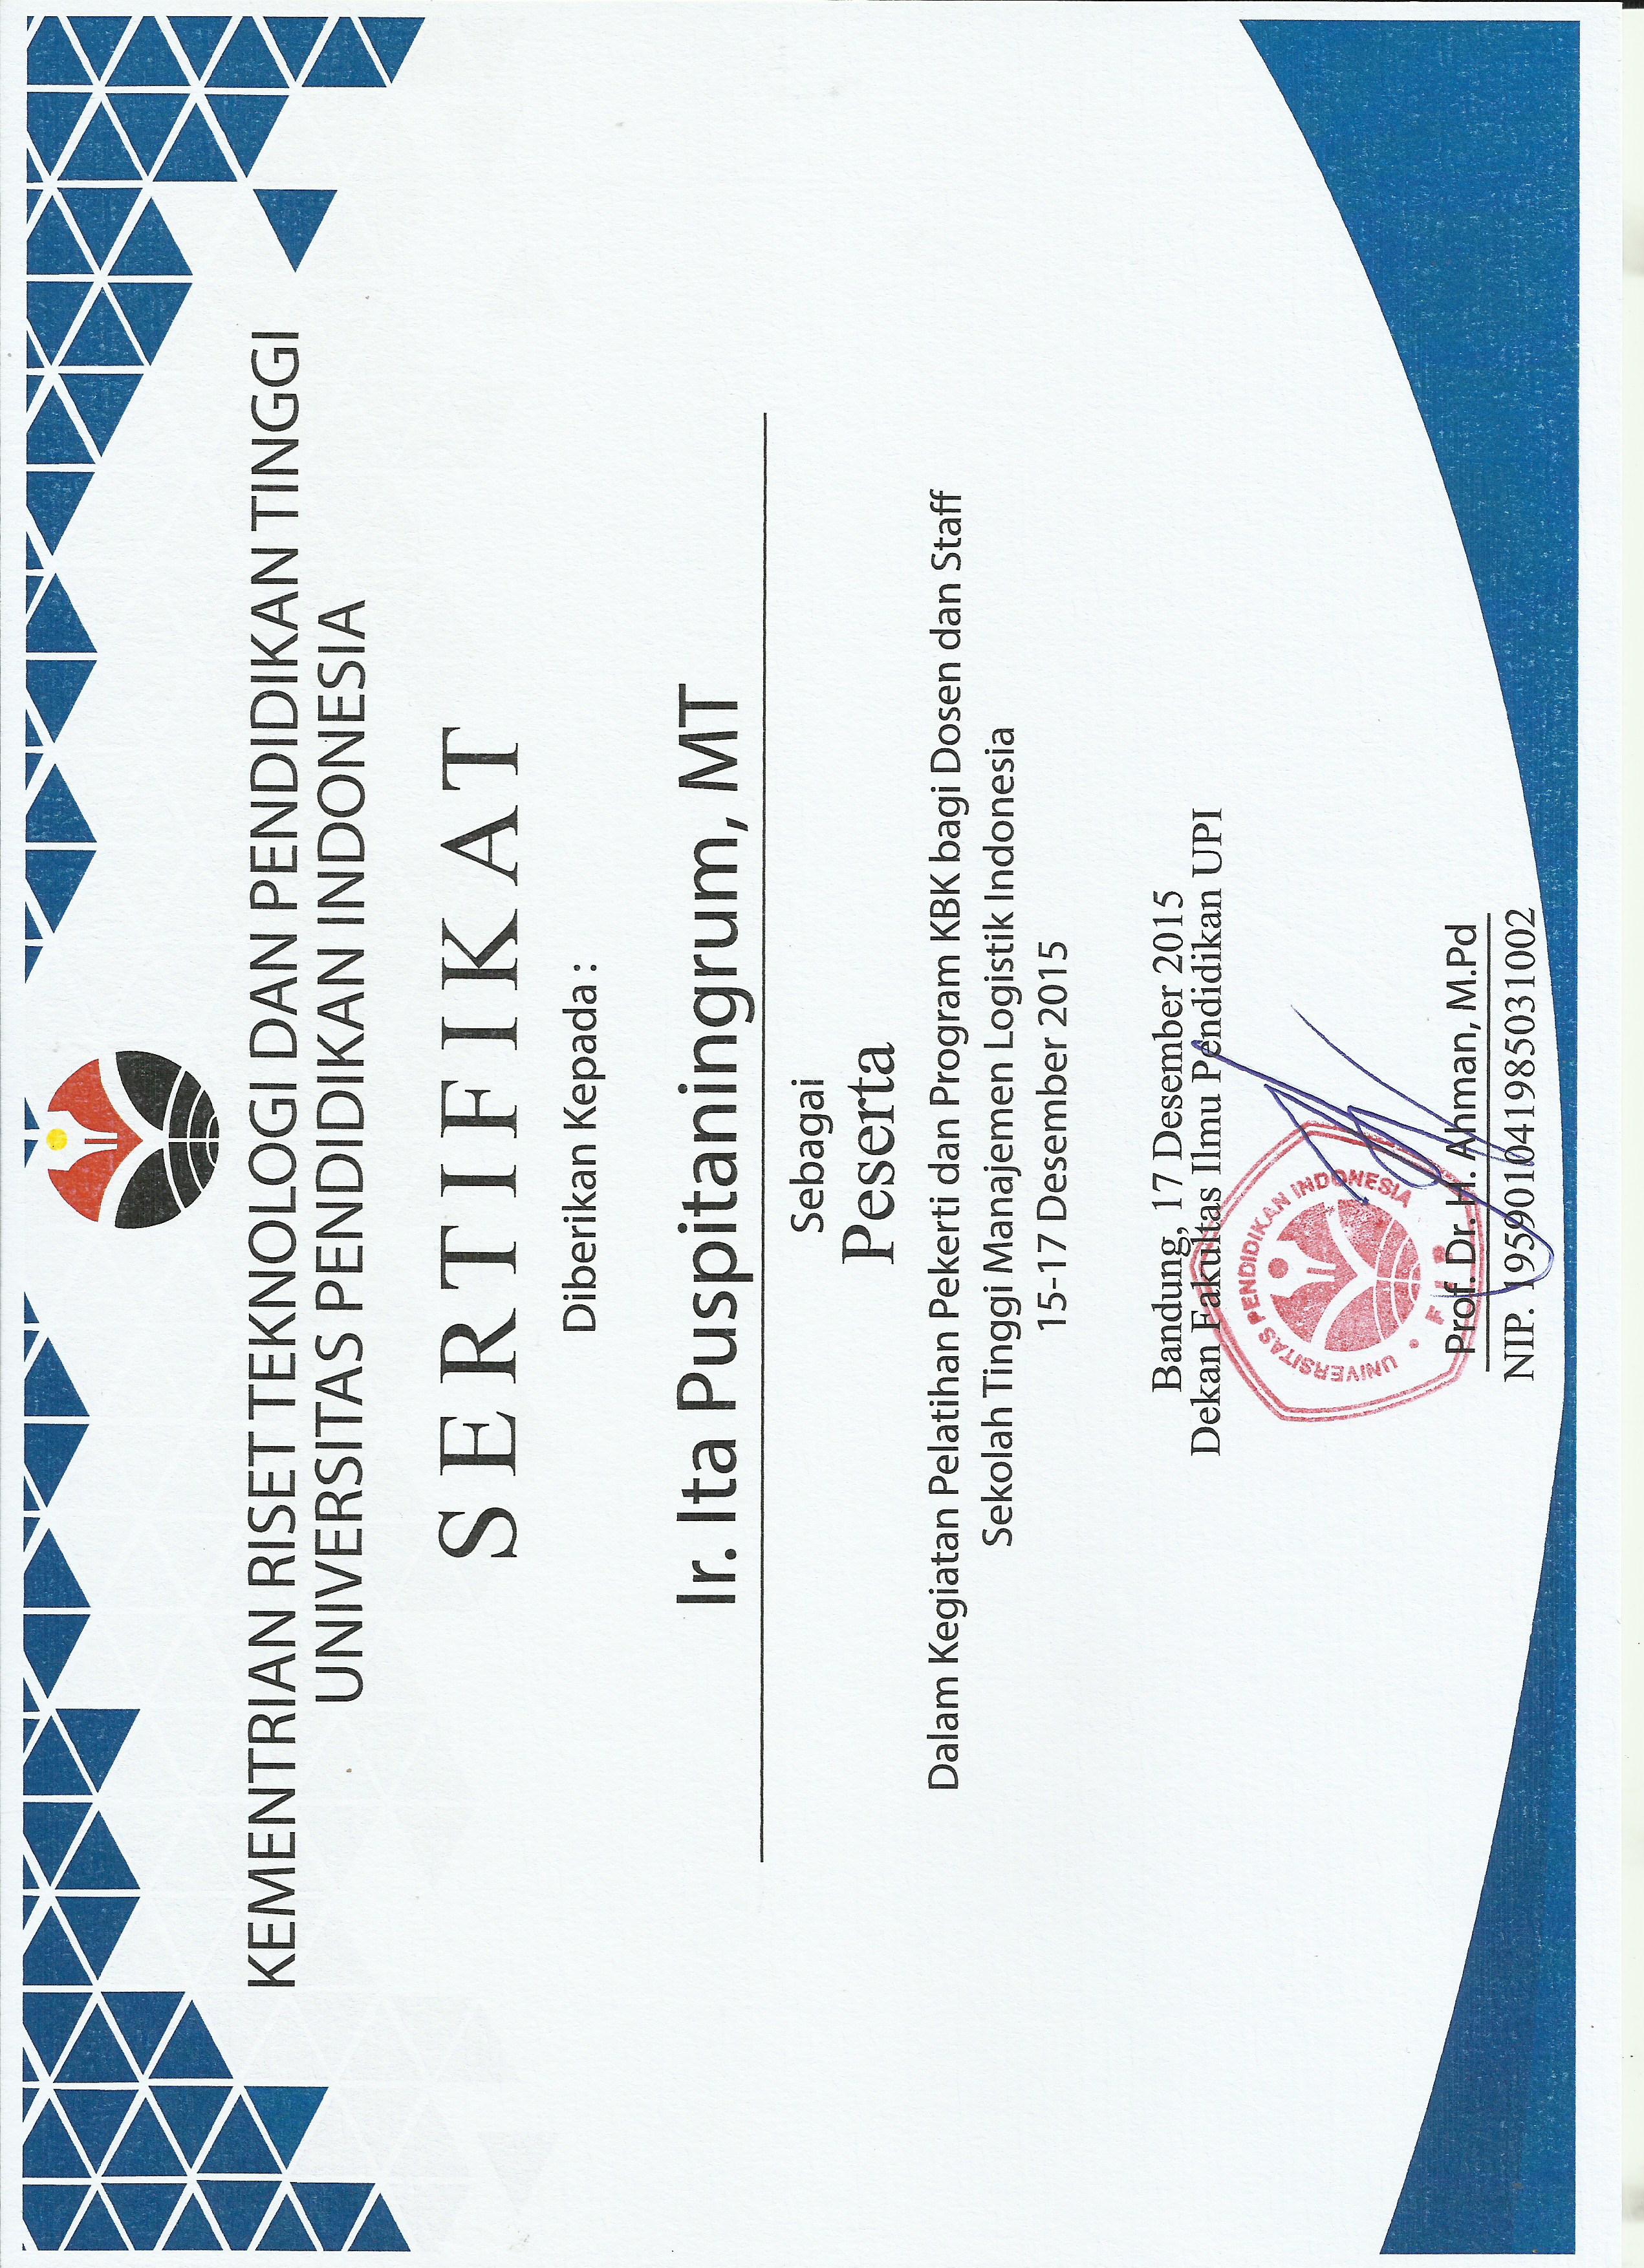 KEMENTRIAN RISET TEKNOLOGI DAN PENDIDIKAN TINGGI
UNIVERSITAS PENDIDIKAN INDONESIA
SERTIFIKAT
Diberikan Kepada :
Ir. Ita Puspitaningrum, MT
Sebagai
Peserta
Dalam Kegiatan Pelatihan Pekerti dan Program KBK bagi Dosen dan Staff
Sekolah Tinggi Manajemen Logistik Indonesia
15-17 Desember 2015
Bandung, 17 Desember 2015
Dekan Fakultas Ilmu Pendidikan UPI
UNIVERSITAS PENDIDIKAN INDONESIA
Prof. Dr. H. Ahman, M.Pd
NIP. 195901041985031002